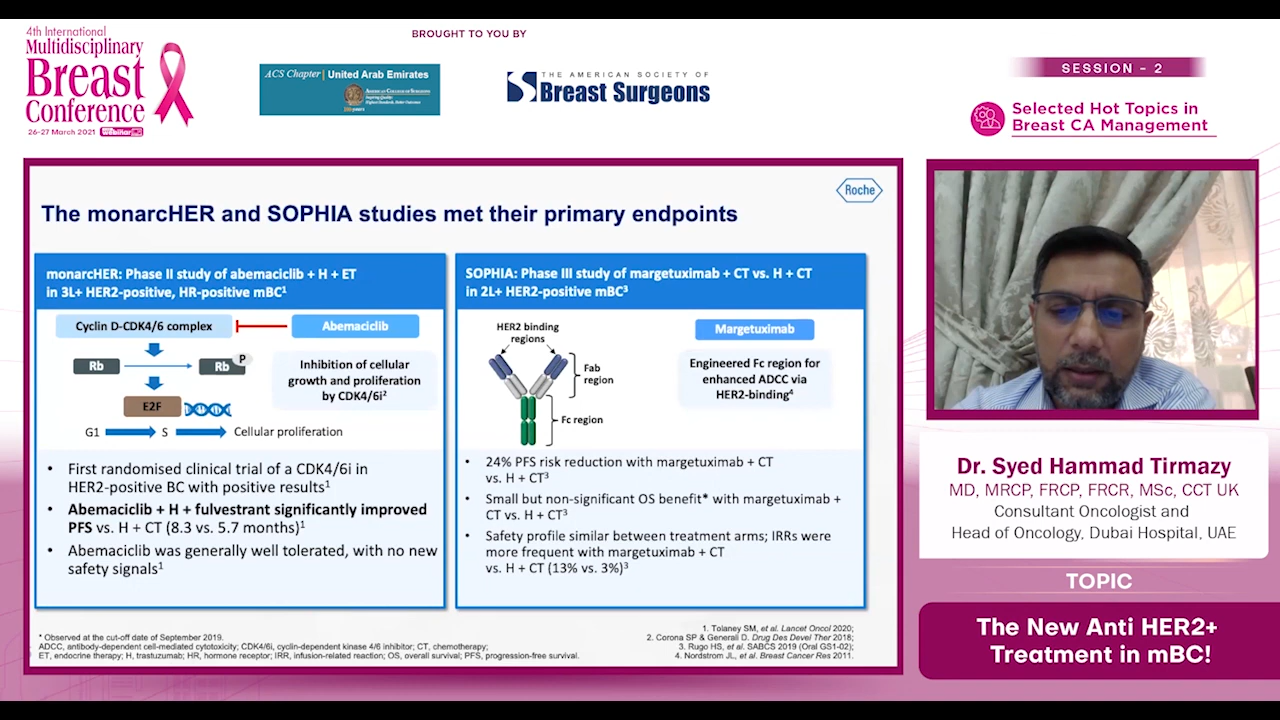 4th International
Multidisciplinary
Breast
Conference
26-27 March 2021 webinar
BROUGHT TO YOU BY
ACS Chapter | United Arab Emirates
AMERICAN COLLEGE OF SURGEONS
THE AMERICAN SOCIETY OF
Breast Surgeons
SESSION - 2
Selected Hot Topics in
Breast CA Management
Roche
The monarcHER and SOPHIA studies met their primary endpoints
monarcHER: Phase II study of abemaciclib + H + ET
in 3L+ HER2-positive, HR-positive mBC¹
Cyclin D-CDK4/6 complex
Abemaciclib
Rb
Rb
P
E2F
G1
S
Cellular proliferation
Inhibition of cellular
growth and proliferation
by CDK4/6i²
• First randomised clinical trial of a CDK4/6i in
HER2-positive BC with positive results¹
• Abemaciclib + H + fulvestrant significantly improved
PFS vs. H + CT (8.3 vs. 5.7 months)¹
• Abemaciclib was generally well tolerated, with no new
safety signals¹
SOPHIA: Phase III study of margetuximab + CT vs. H + CT
in 2L+ HER2-positive mBC³
HER2 binding
regions
Fab
region
Fc region
Margetuximab
Engineered Fc region for
enhanced ADCC via
HER2-binding⁴
• 24% PFS risk reduction with margetuximab + CT
vs. H + CT³
• Small but non-significant OS benefit* with margetuximab +
CT vs. H + CT³
• Safety profile similar between treatment arms; IRRs were
more frequent with margetuximab + CT
vs. H + CT (13% vs. 3%)³
* Observed at the cut-off date of September 2019.
ADCC, antibody-dependent cell-mediated cytotoxicity; CDK4/6i, cyclin-dependent kinase 4/6 inhibitor; CT, chemotherapy;
ET, endocrine therapy; H, trastuzumab; HR, hormone receptor; IRR, infusion-related reaction; OS, overall survival; PFS, progression-free survival.
1. Tolaney SM, et al. Lancet Oncol 2020;
2. Corona SP & Generali D. Drug Des Devel Ther 2018;
3. Rugo HS, et al. SABCS 2019 (Oral GS1-02);
4. Nordstrom JL, et al. Breast Cancer Res 2011.
Dr. Syed Hammad Tirmazy
MD, MRCP, FRCP, FRCR, MSc, CCT UK
Consultant Oncologist and
Head of Oncology, Dubai Hospital, UAE
TOPIC
The New Anti HER2+
Treatment in mBC!